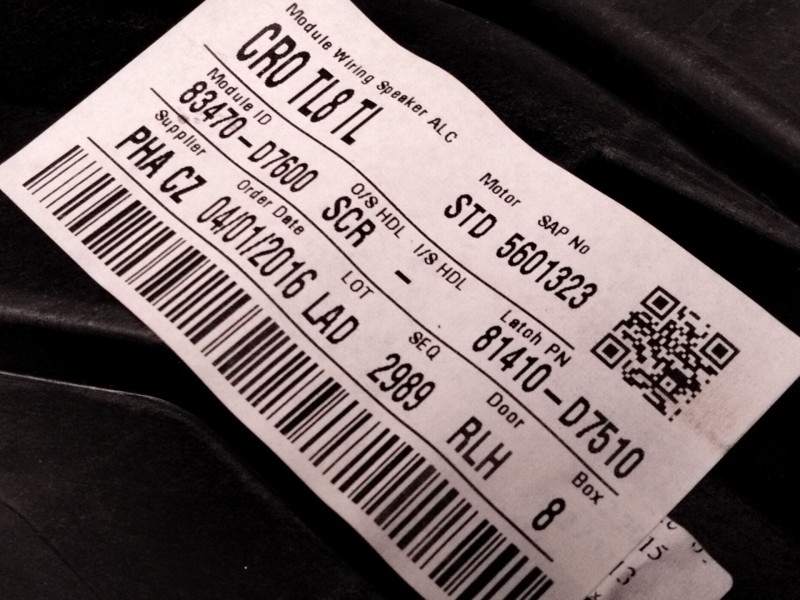 Module Wiring Speaker ALC Motor SAP No
CRO TL8 TL STD 5601323
Module ID O/S HDL I/S HDL Latch PN
83470-D7600 SCR - 81410-D7510
Supplier Order Date LOT SEQ Door Box
PHA CZ 04/01/2016 LAD 2989 RLH 8
15
13